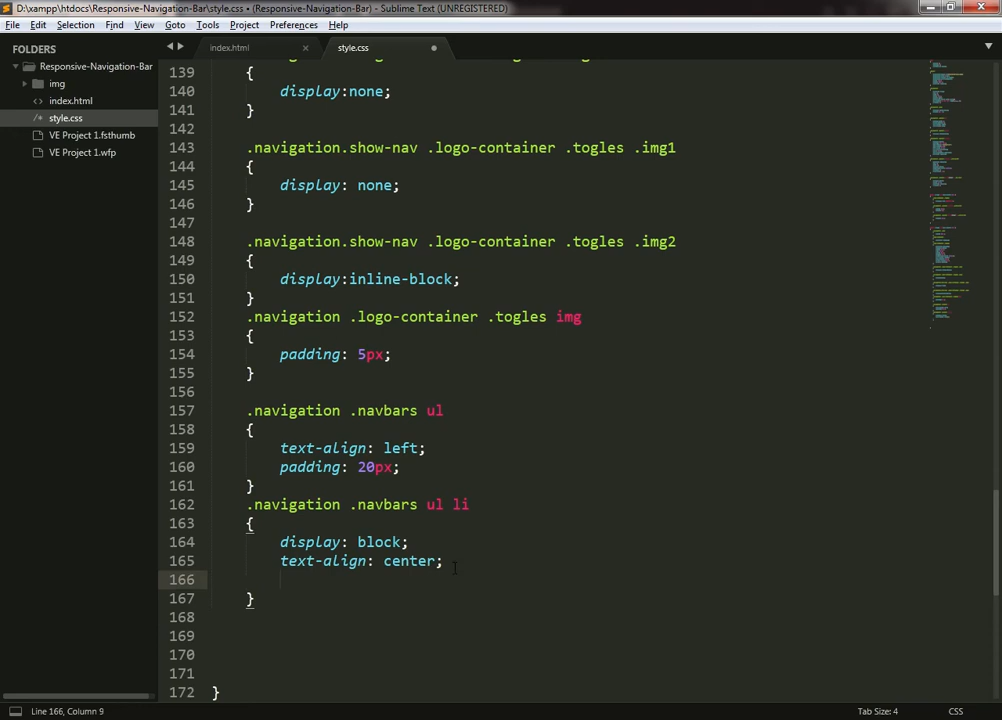 D:\xampp\htdocs\Responsive-Navigation-Bar\style.css • (Responsive-Navigation-Bar) - Sublime Text (UNREGISTERED)
File Edit Selection Find View Goto Tools Project Preferences Help
FOLDERS
Responsive-Navigation-Bar
img
index.html
style.css
VE Project 1.fsthumb
VE Project 1.wfp
index.html
style.css
139 {
140 display:none;
141 }
142
143 .navigation.show-nav .logo-container .togles .img1
144 {
145 display: none;
146 }
147
148 .navigation.show-nav .logo-container .togles .img2
149 {
150 display:inline-block;
151 }
152 .navigation .logo-container .togles img
153 {
154 padding: 5px;
155 }
156
157 .navigation .navbars ul
158 {
159 text-align: left;
160 padding: 20px;
161 }
162 .navigation .navbars ul li
163 {
164 display: block;
165 text-align: center;
166
167 }
168
169
170
171
172 }
Line 166, Column 9
Tab Size: 4
CSS